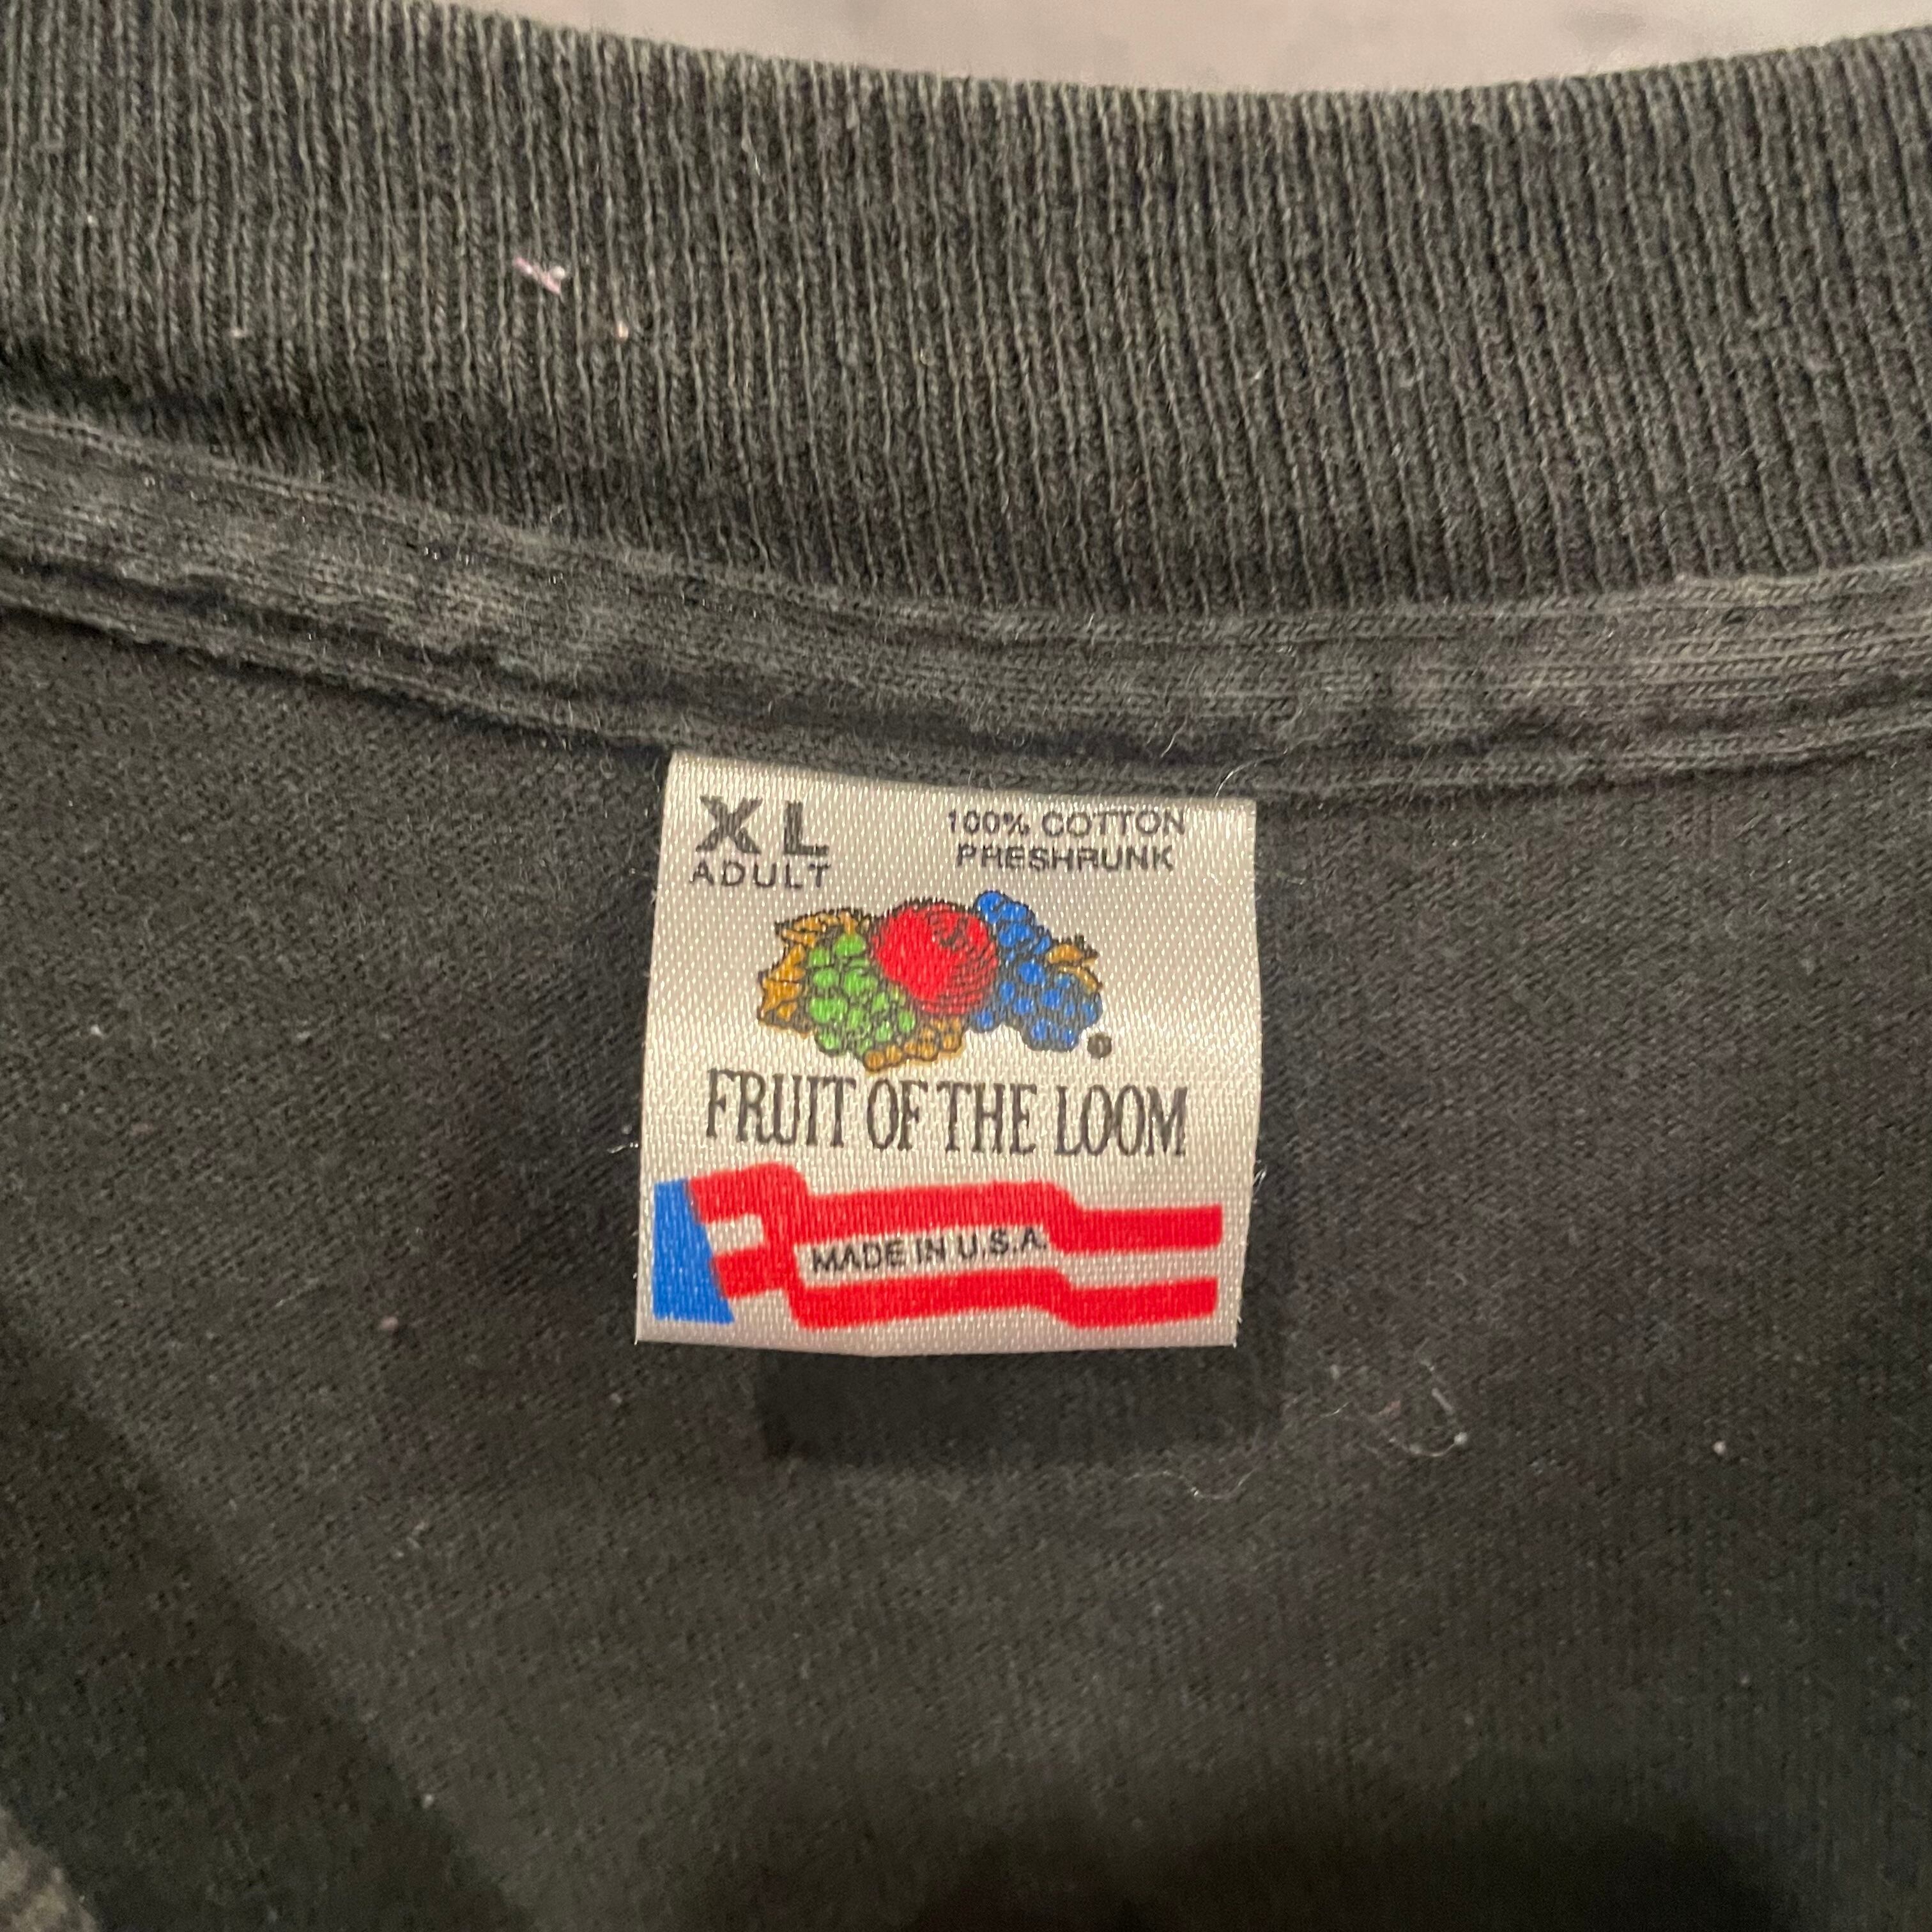 XL
ADULT
100% COTTON
PRESHRUNK
FRUIT OF THE LOOM
MADE IN U.S.A.